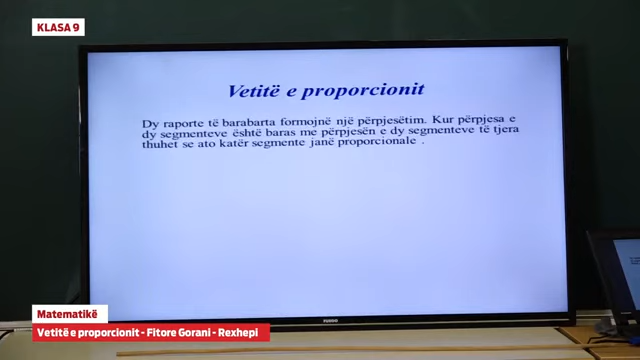 KLASA 9
Vetitë e proporcionit
Dy raporte të barabarta formojnë një përpjesëtim. Kur përpjesa e
dy segmenteve është baras me përpjesën e dy segmenteve të tjera
thuhet se ato katër segmente janë proporcionale .
Matematikë
Vetitë e proporcionit - Fitore Gorani - Rexhepi